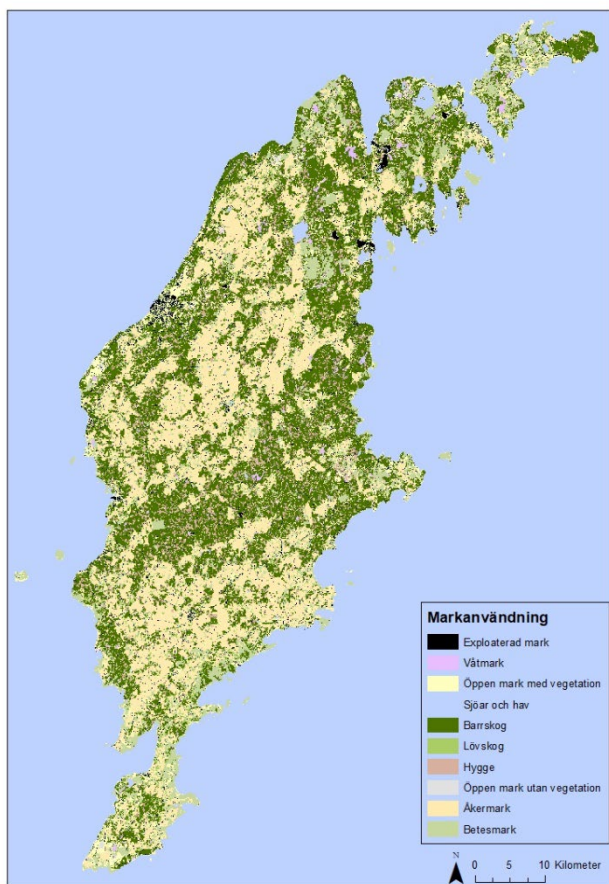 Markanvändning
Exploaterad mark
Våtmark
Öppen mark med vegetation
Sjöar och hav
Barrskog
Lövskog
Hygge
Öppen mark utan vegetation
Åkermark
Betesmark
N
0 5 10 Kilometer